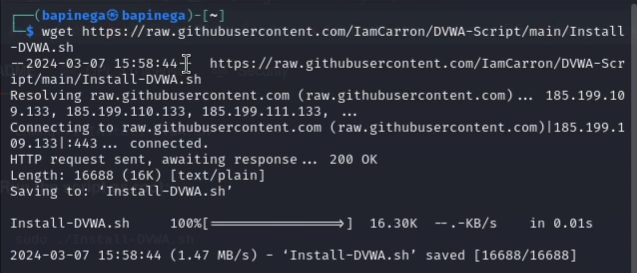 ┌──(bapinega㉿bapinega)-[~]
└─$ wget https://raw.githubusercontent.com/IamCarron/DVWA-Script/main/Install
-DVWA.sh
--2024-03-07 15:58:44--  https://raw.githubusercontent.com/IamCarron/DVWA-Scr
ipt/main/Install-DVWA.sh
Resolving raw.githubusercontent.com (raw.githubusercontent.com)... 185.199.10
9.133, 185.199.110.133, 185.199.111.133, ...
Connecting to raw.githubusercontent.com (raw.githubusercontent.com)|185.199.1
09.133|:443... connected.
HTTP request sent, awaiting response... 200 OK
Length: 16688 (16K) [text/plain]
Saving to: ‘Install-DVWA.sh’
Install-DVWA.sh     100%[===================>]  16.30K  --.-KB/s    in 0.01s
2024-03-07 15:58:44 (1.47 MB/s) - ‘Install-DVWA.sh’ saved [16688/16688]